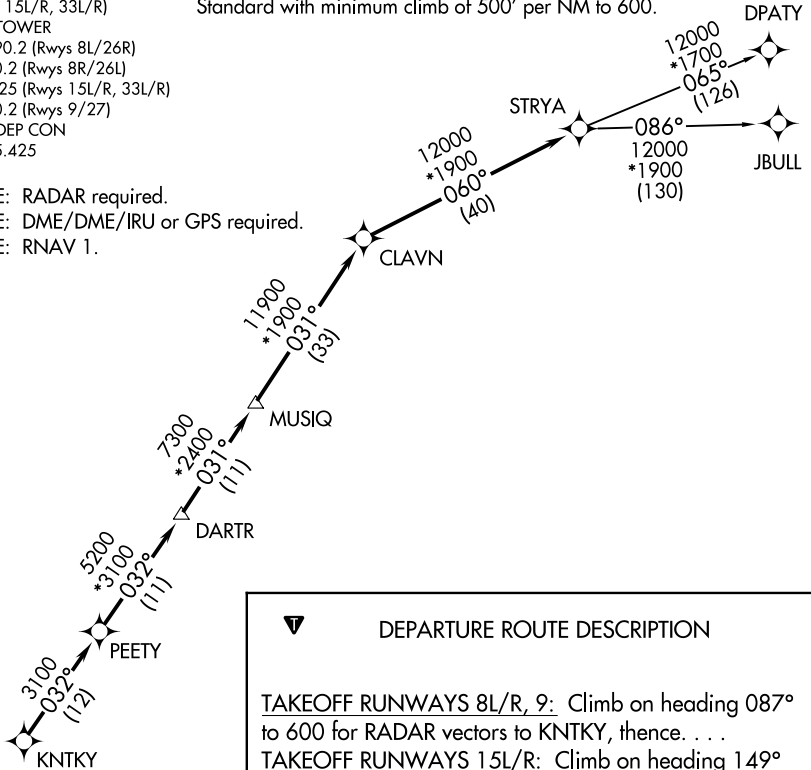 15L/R, 33L/R)
TOWER
0.2 (Rwys 8L/26R)
0.2 (Rwys 8R/26L)
25 (Rwys 15L/R, 33L/R)
0.2 (Rwys 9/27)
DEP CON
.425
Standard with minimum climb of 500' per NM to 600.
E: RADAR required.
E: DME/DME/IRU or GPS required.
E: RNAV 1.
DPATY
12000
*1700
065°
(126)
STRYA
086°
12000
*1900
(130)
JBULL
12000
*1900
060°
(40)
CLAVN
11900
*1900
031°
(33)
MUSIQ
7300
*2400
031°
(11)
DARTR
5200
*3100
032°
(11)
PEETY
3100
032°
(12)
KNTKY
T
DEPARTURE ROUTE DESCRIPTION
TAKEOFF RUNWAYS 8L/R, 9: Climb on heading 087°
to 600 for RADAR vectors to KNTKY, thence. . . .
TAKEOFF RUNWAYS 15L/R: Climb on heading 149°